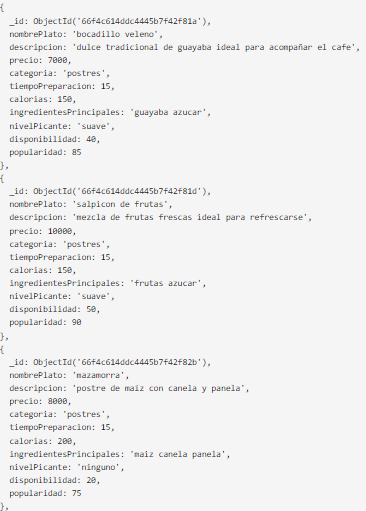 {
_id: ObjectId('66f4c614ddc4445b7f42f81a'),
nombrePlato: 'bocadillo veleno',
descripcion: 'dulce tradicional de guayaba ideal para acompañar el cafe',
precio: 7000,
categoria: 'postres',
tiempoPreparacion: 15,
calorias: 150,
ingredientesPrincipales: 'guayaba azucar',
nivelPicante: 'suave',
disponibilidad: 40,
popularidad: 85
},
{
_id: ObjectId('66f4c614ddc4445b7f42f81d'),
nombrePlato: 'salpicon de frutas',
descripcion: 'mezcla de frutas frescas ideal para refrescarse',
precio: 10000,
categoria: 'postres',
tiempoPreparacion: 15,
calorias: 150,
ingredientesPrincipales: 'frutas azucar',
nivelPicante: 'suave',
disponibilidad: 50,
popularidad: 90
},
{
_id: ObjectId('66f4c614ddc4445b7f42f82b'),
nombrePlato: 'mazamorra',
descripcion: 'postre de maiz con canela y panela',
precio: 8000,
categoria: 'postres',
tiempoPreparacion: 15,
calorias: 200,
ingredientesPrincipales: 'maiz canela panela',
nivelPicante: 'ninguno',
disponibilidad: 20,
popularidad: 75
},